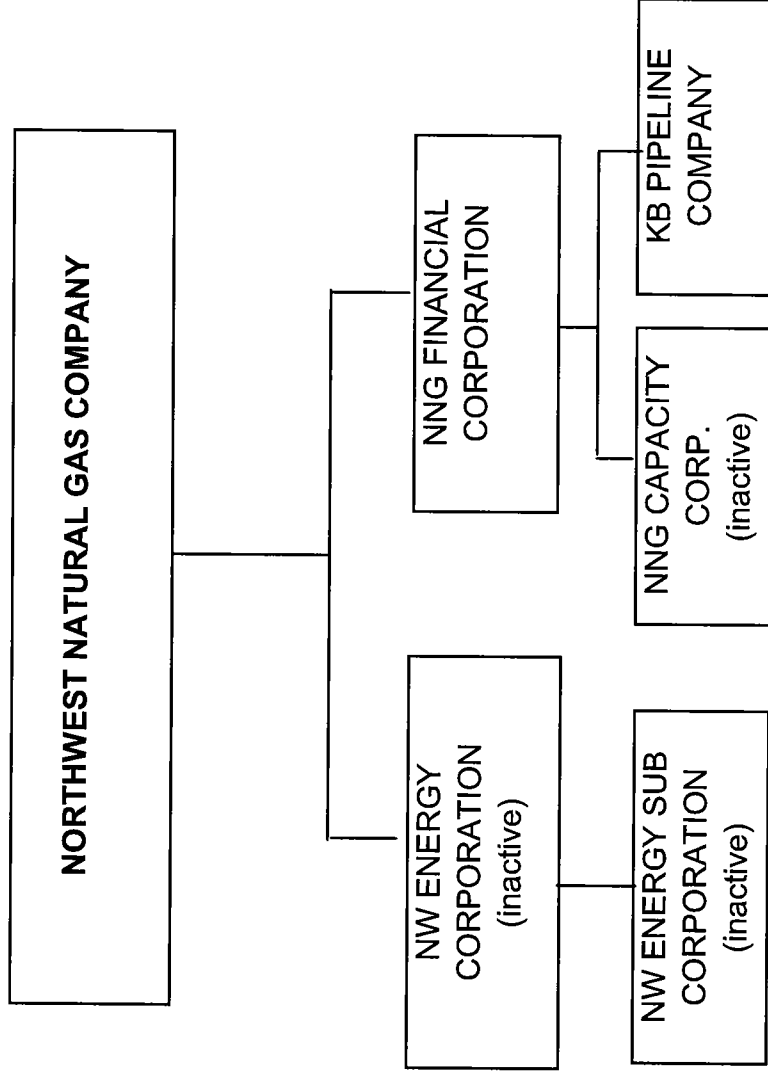 NORTHWEST NATURAL GAS COMPANY
NW ENERGY
CORPORATION
(inactive)
NNG FINANCIAL
CORPORATION
NW ENERGY SUB
CORPORATION
(inactive)
NNG CAPACITY
CORP.
(inactive)
KB PIPELINE
COMPANY